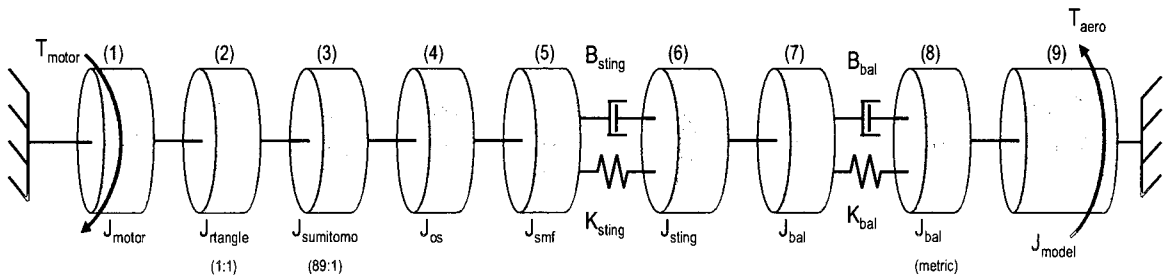 T_motor (1) (2) (3) (4) (5) B_sting (6) (7) B_bal (8) (9) T_aero
J_motor J_rtangle J_sumitomo J_os J_smf K_sting J_sting J_bal K_bal J_bal J_model
(1:1) (89:1) (metric)